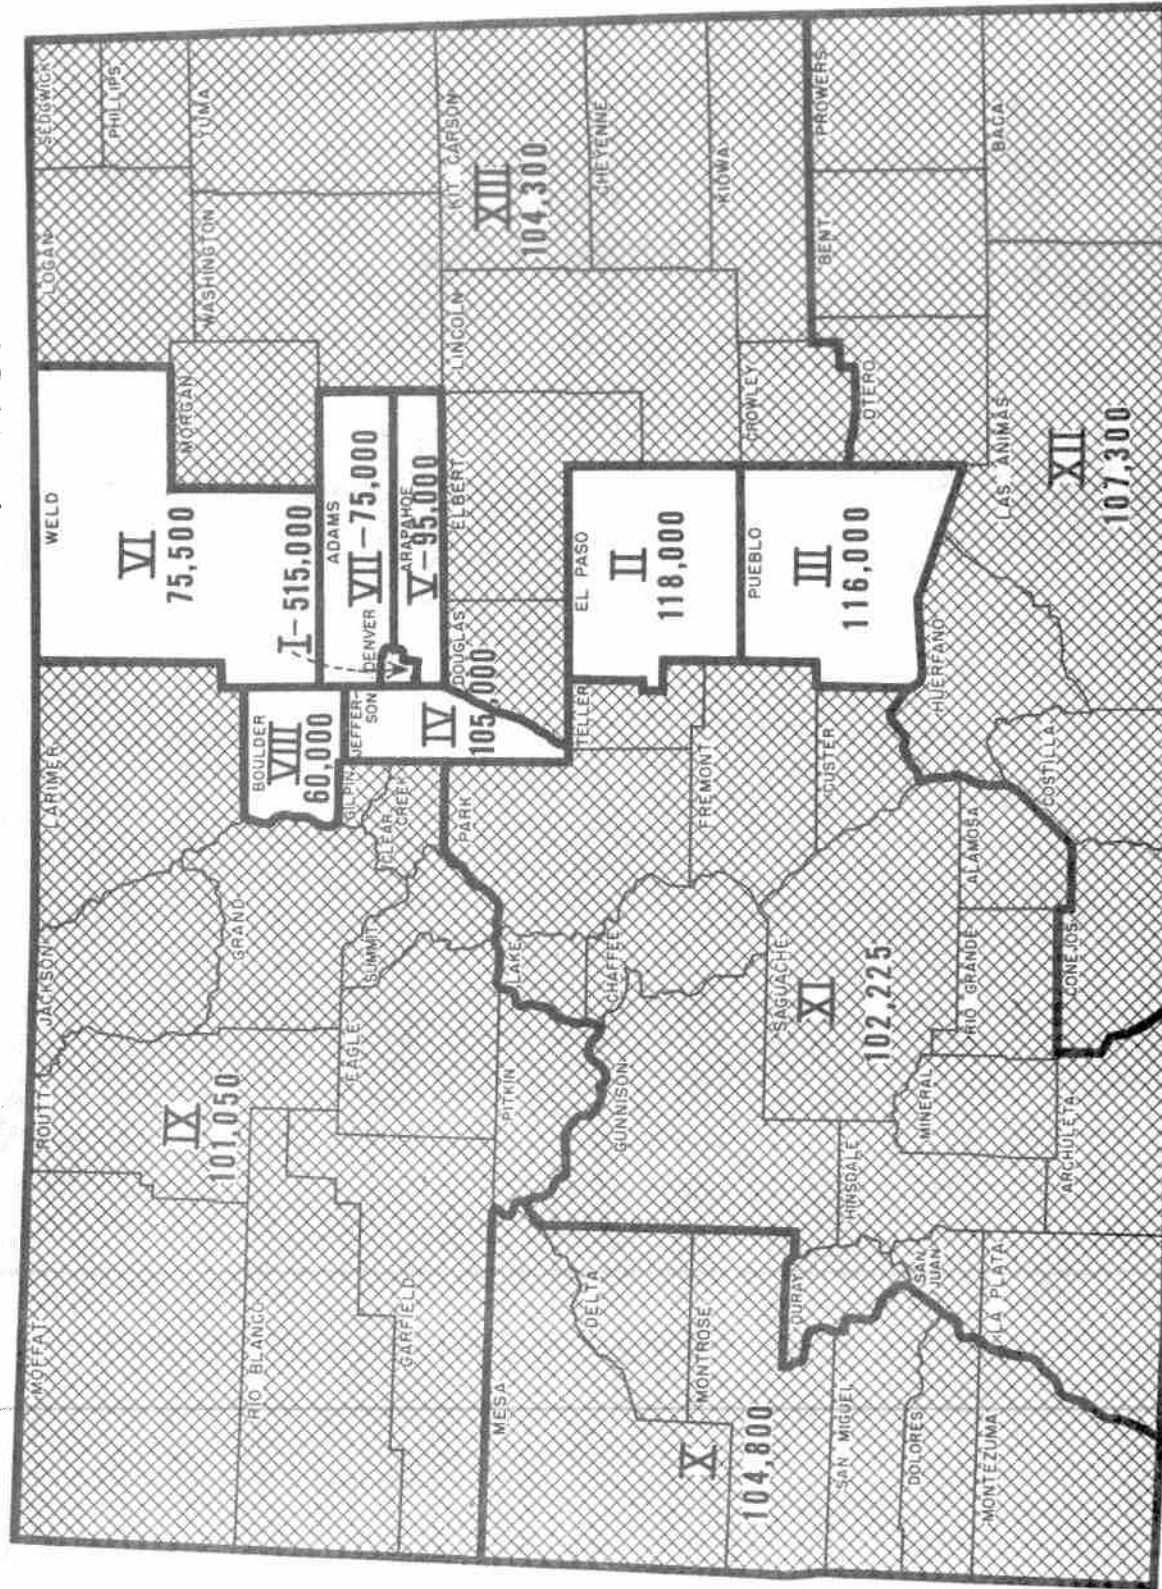 MOFFAT
ROUTT
JACKSON
LARIMER
WELD
LOGAN
SEDGWICK
PHILLIPS
IX
101,050
VI
75,500
MORGAN
WASHINGTON
YUMA
RIO BLANCO
GRAND
BOULDER
VIII
60,000
I-515,000
ADAMS
VII-75,000
GARFIELD
EAGLE
SUMMIT
GILPIN
CLEAR
CREEK
JEFFER-
SON
DENVER
ARAPAHOE
V-95,000
IV
105,000
DOUGLAS
ELBERT
LINCOLN
KIT CARSON
XIII
104,300
MESA
PITKIN
LAKE
PARK
TELLER
EL PASO
II
118,000
CHEYENNE
DELTA
GUNNISON
CHAFFEE
FREMONT
MONTROSE
X
104,800
KIOWA
OURAY
SAGUACHE
XI
102,225
CUSTER
PUEBLO
III
116,000
CROWLEY
OTERO
BENT
PROWERS
SAN MIGUEL
HINSDALE
SAN
JUAN
DOLORES
MINERAL
RIO GRANDE
ALAMOSA
HUERFANO
MONTEZUMA
LA PLATA
ARCHULETA
CONEJOS
COSTILLA
LAS ANIMAS
BACA
XII
107,300